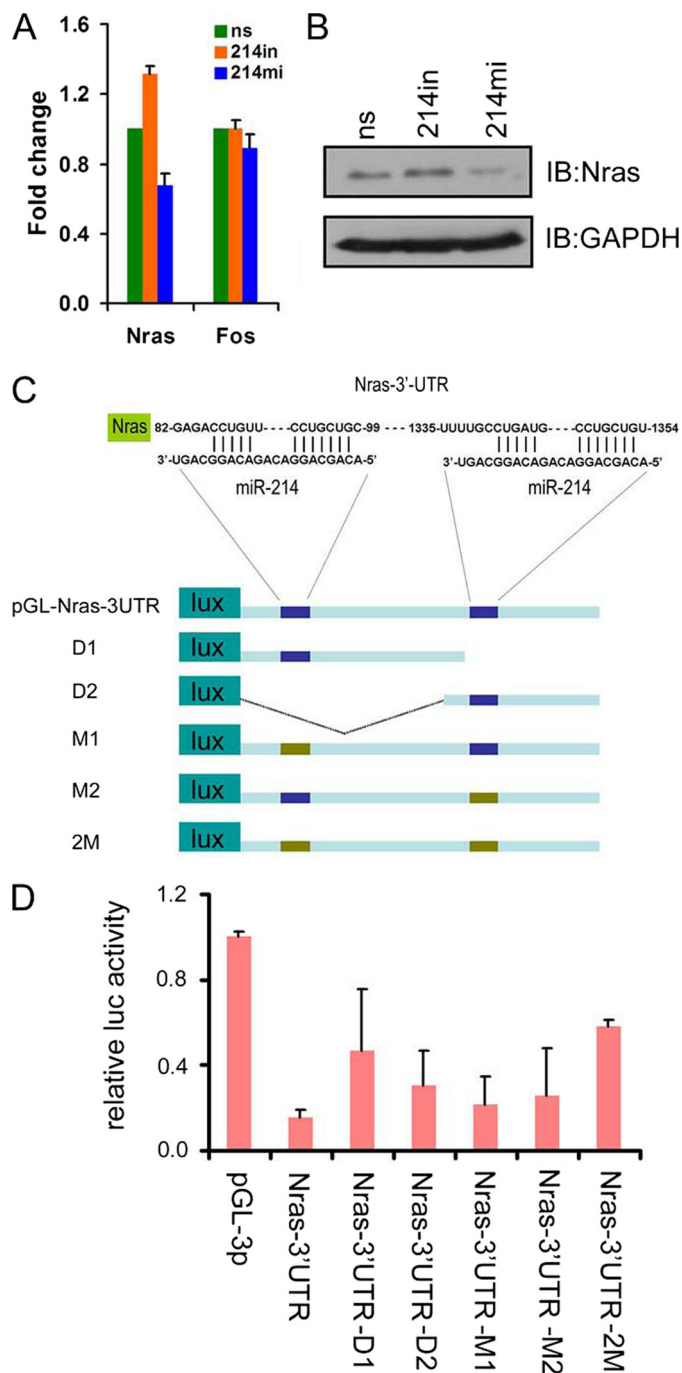 A
Fold change
1.6
1.2
0.8
0.4
0.0
ns
214in
214mi
Nras
Fos
B
ns
214in
214mi
IB:Nras
IB:GAPDH
C
Nras-3'-UTR
Nras
82-GAGACCUGUU----CCUGCUGC-99 ---- 1335-UUUUGCCUGAUG----CCUGCUGU-1354
3'-UGACGGACAGACAGGACGACA-5'
3'-UGACGGACAGACAGGACGACA-5'
miR-214
miR-214
pGL-Nras-3UTR
lux
D1
lux
D2
lux
M1
lux
M2
lux
2M
lux
D
relative luc activity
1.2
0.8
0.4
0.0
pGL-3p
Nras-3'UTR
Nras-3'UTR-D1
Nras-3'UTR-D2
Nras-3'UTR-M1
Nras-3'UTR-M2
Nras-3'UTR-2M